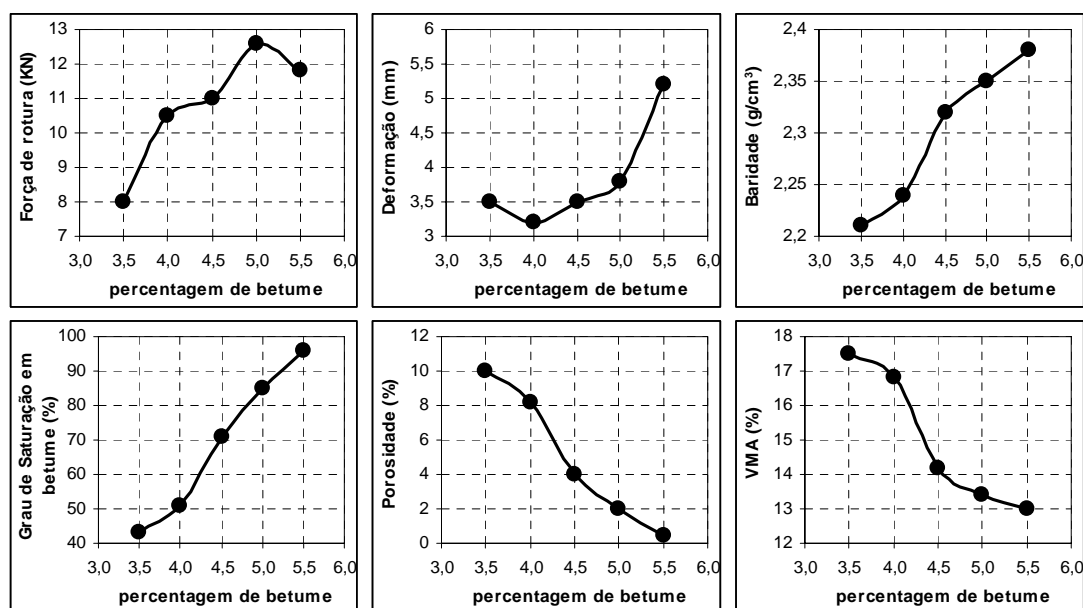 Força de rotura (KN)
13
12
11
10
9
8
7
3,0 3,5 4,0 4,5 5,0 5,5 6,0
percentagem de betume
Deformação (mm)
6
5,5
5
4,5
4
3,5
3
3,0 3,5 4,0 4,5 5,0 5,5 6,0
percentagem de betume
Baridade (g/cm³)
2,4
2,35
2,3
2,25
2,2
3,0 3,5 4,0 4,5 5,0 5,5 6,0
percentagem de betume
Grau de Saturação em
betume (%)
100
90
80
70
60
50
40
3,0 3,5 4,0 4,5 5,0 5,5 6,0
percentagem de betume
Porosidade (%)
12
10
8
6
4
2
0
3,0 3,5 4,0 4,5 5,0 5,5 6,0
percentagem de betume
VMA (%)
18
17
16
15
14
13
12
3,0 3,5 4,0 4,5 5,0 5,5 6,0
percentagem de betume